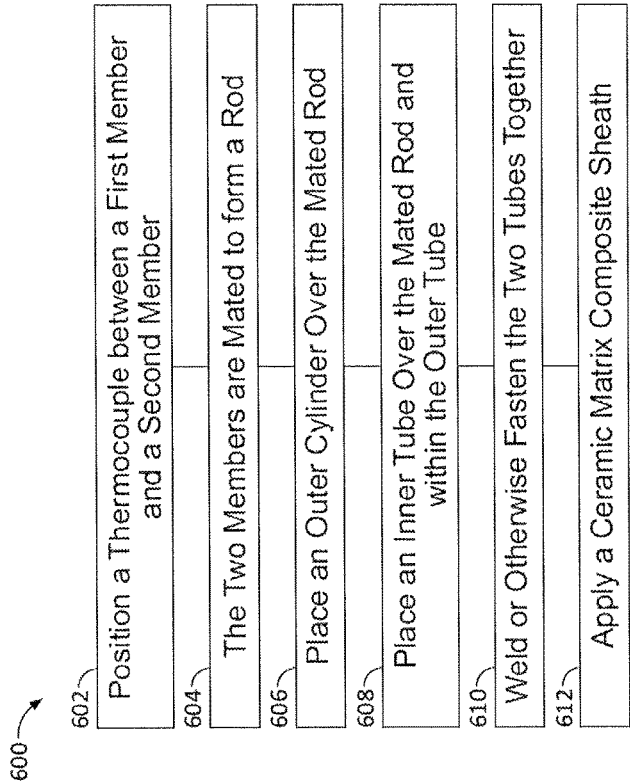 600
602
Position a Thermocouple between a First Member
and a Second Member
604
The Two Members are Mated to form a Rod
606
Place an Outer Cylinder Over the Mated Rod
608
Place an Inner Tube Over the Mated Rod and
within the Outer Tube
610
Weld or Otherwise Fasten the Two Tubes Together
612
Apply a Ceramic Matrix Composite Sheath